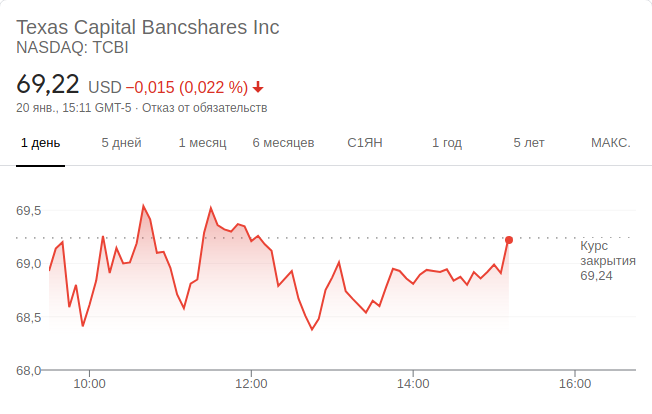 Texas Capital Bancshares Inc
NASDAQ: TCBI
69,22 USD −0,015 (0,022 %)
20 янв., 15:11 GMT-5 · Отказ от обязательств
1 день 5 дней 1 месяц 6 месяцев С1ЯН 1 год 5 лет МАКС.
69,5
69,0
68,5
68,0
Курс
закрытия
69,24
10:00 12:00 14:00 16:00